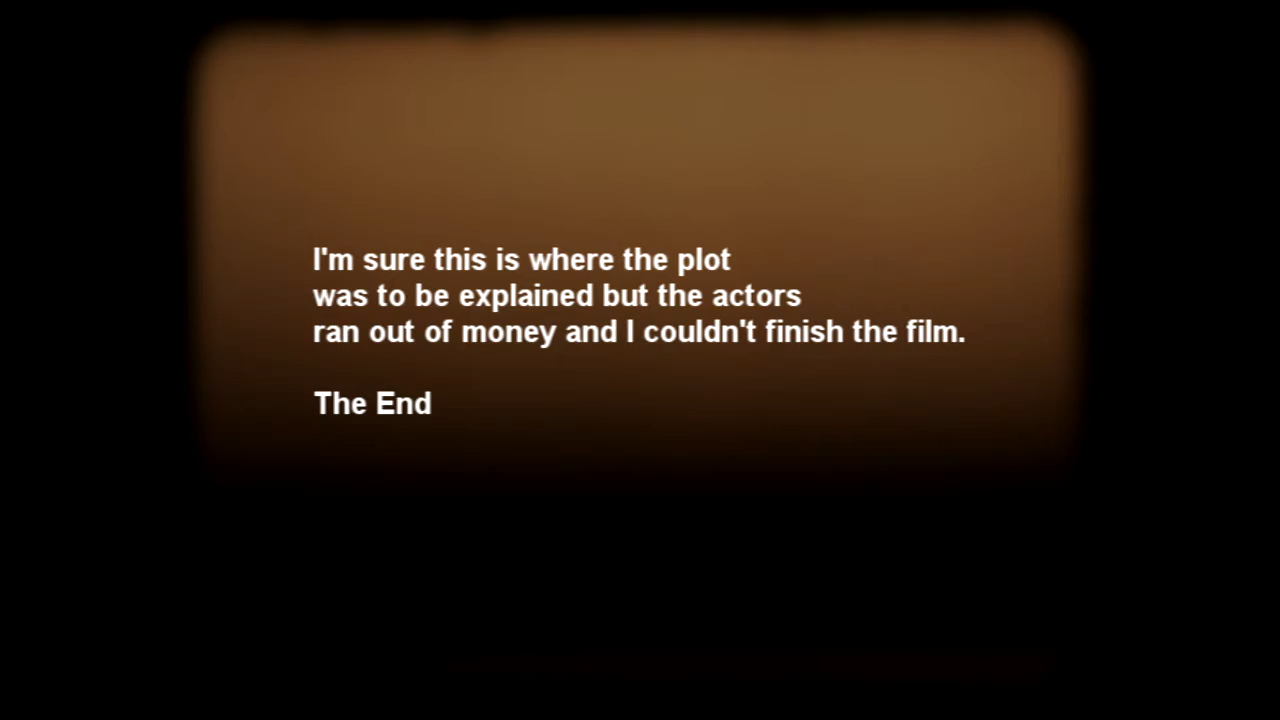 I'm sure this is where the plot
was to be explained but the actors
ran out of money and I couldn't finish the film.
The End